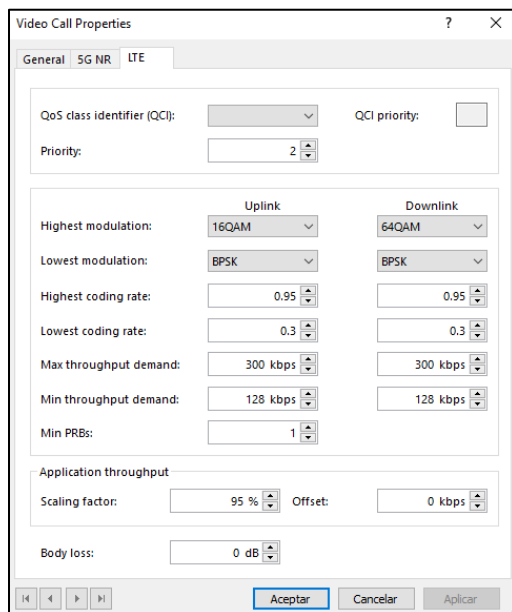 Video Call Properties ? ×
General 5G NR LTE
QoS class identifier (QCI): QCI priority:
Priority: 2
Uplink Downlink
Highest modulation: 16QAM 64QAM
Lowest modulation: BPSK BPSK
Highest coding rate: 0.95 0.95
Lowest coding rate: 0.3 0.3
Max throughput demand: 300 kbps 300 kbps
Min throughput demand: 128 kbps 128 kbps
Min PRBs: 1
Application throughput
Scaling factor: 95 % Offset: 0 kbps
Body loss: 0 dB
Aceptar Cancelar Aplicar